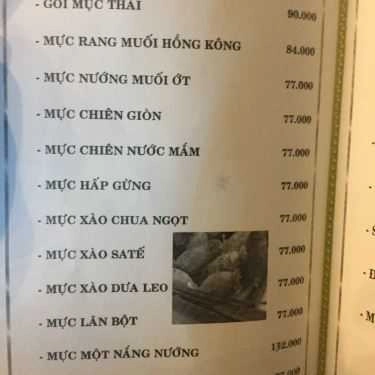 - GỎI MỰC THÁI 90.000
- MỰC RANG MUỐI HỒNG KÔNG 84.000
- MỰC NƯỚNG MUỐI ỚT 77.000
- MỰC CHIÊN GIÒN 77.000
- MỰC CHIÊN NƯỚC MẮM 77.000
- MỰC HẤP GỪNG 77.000
- MỰC XÀO CHUA NGỌT 77.000
- MỰC XÀO SATẾ 77.000
- MỰC XÀO DƯA LEO 77.000
- MỰC LĂN BỘT 77.000
- MỰC MỘT NẮNG NƯỚNG 132.000
77.000